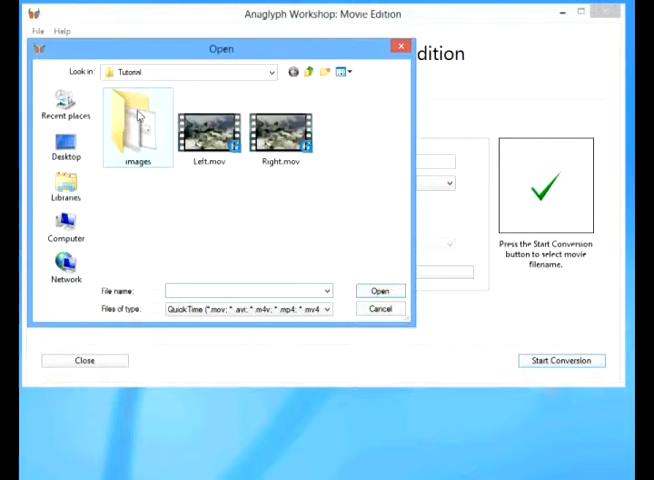 Anaglyph Workshop: Movie Edition
File Help
Open
dition
Look in: Tutorial
Recent places
Desktop
Libraries
Computer
Network
images
Left.mov
Right.mov
File name:
Open
Files of type: QuickTime (*.mov; *.avi; *.m4v; *.mp4; *.mv4
Cancel
Press the Start Conversion
button to select movie
filename.
Close
Start Conversion